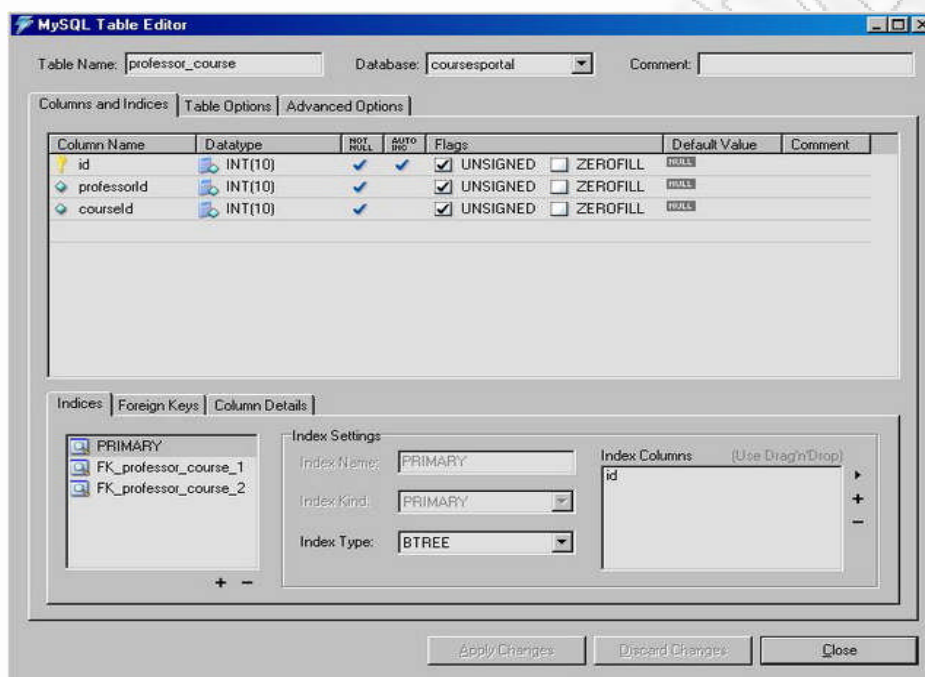 MySQL Table Editor
Table Name: professor_course Database: coursesportal Comment:
Columns and Indices Table Options Advanced Options
Column Name Datatype NOT NULL AUTO INC Flags Default Value Comment
id INT(10) UNSIGNED ZEROFILL NULL
professorId INT(10) UNSIGNED ZEROFILL NULL
courseId INT(10) UNSIGNED ZEROFILL NULL
Indices Foreign Keys Column Details
PRIMARY
FK_professor_course_1
FK_professor_course_2
Index Settings
Index Name: PRIMARY
Index Kind: PRIMARY
Index Type: BTREE
Index Columns (Use Drag'n'Drop)
id
Apply Changes Discard Changes Close